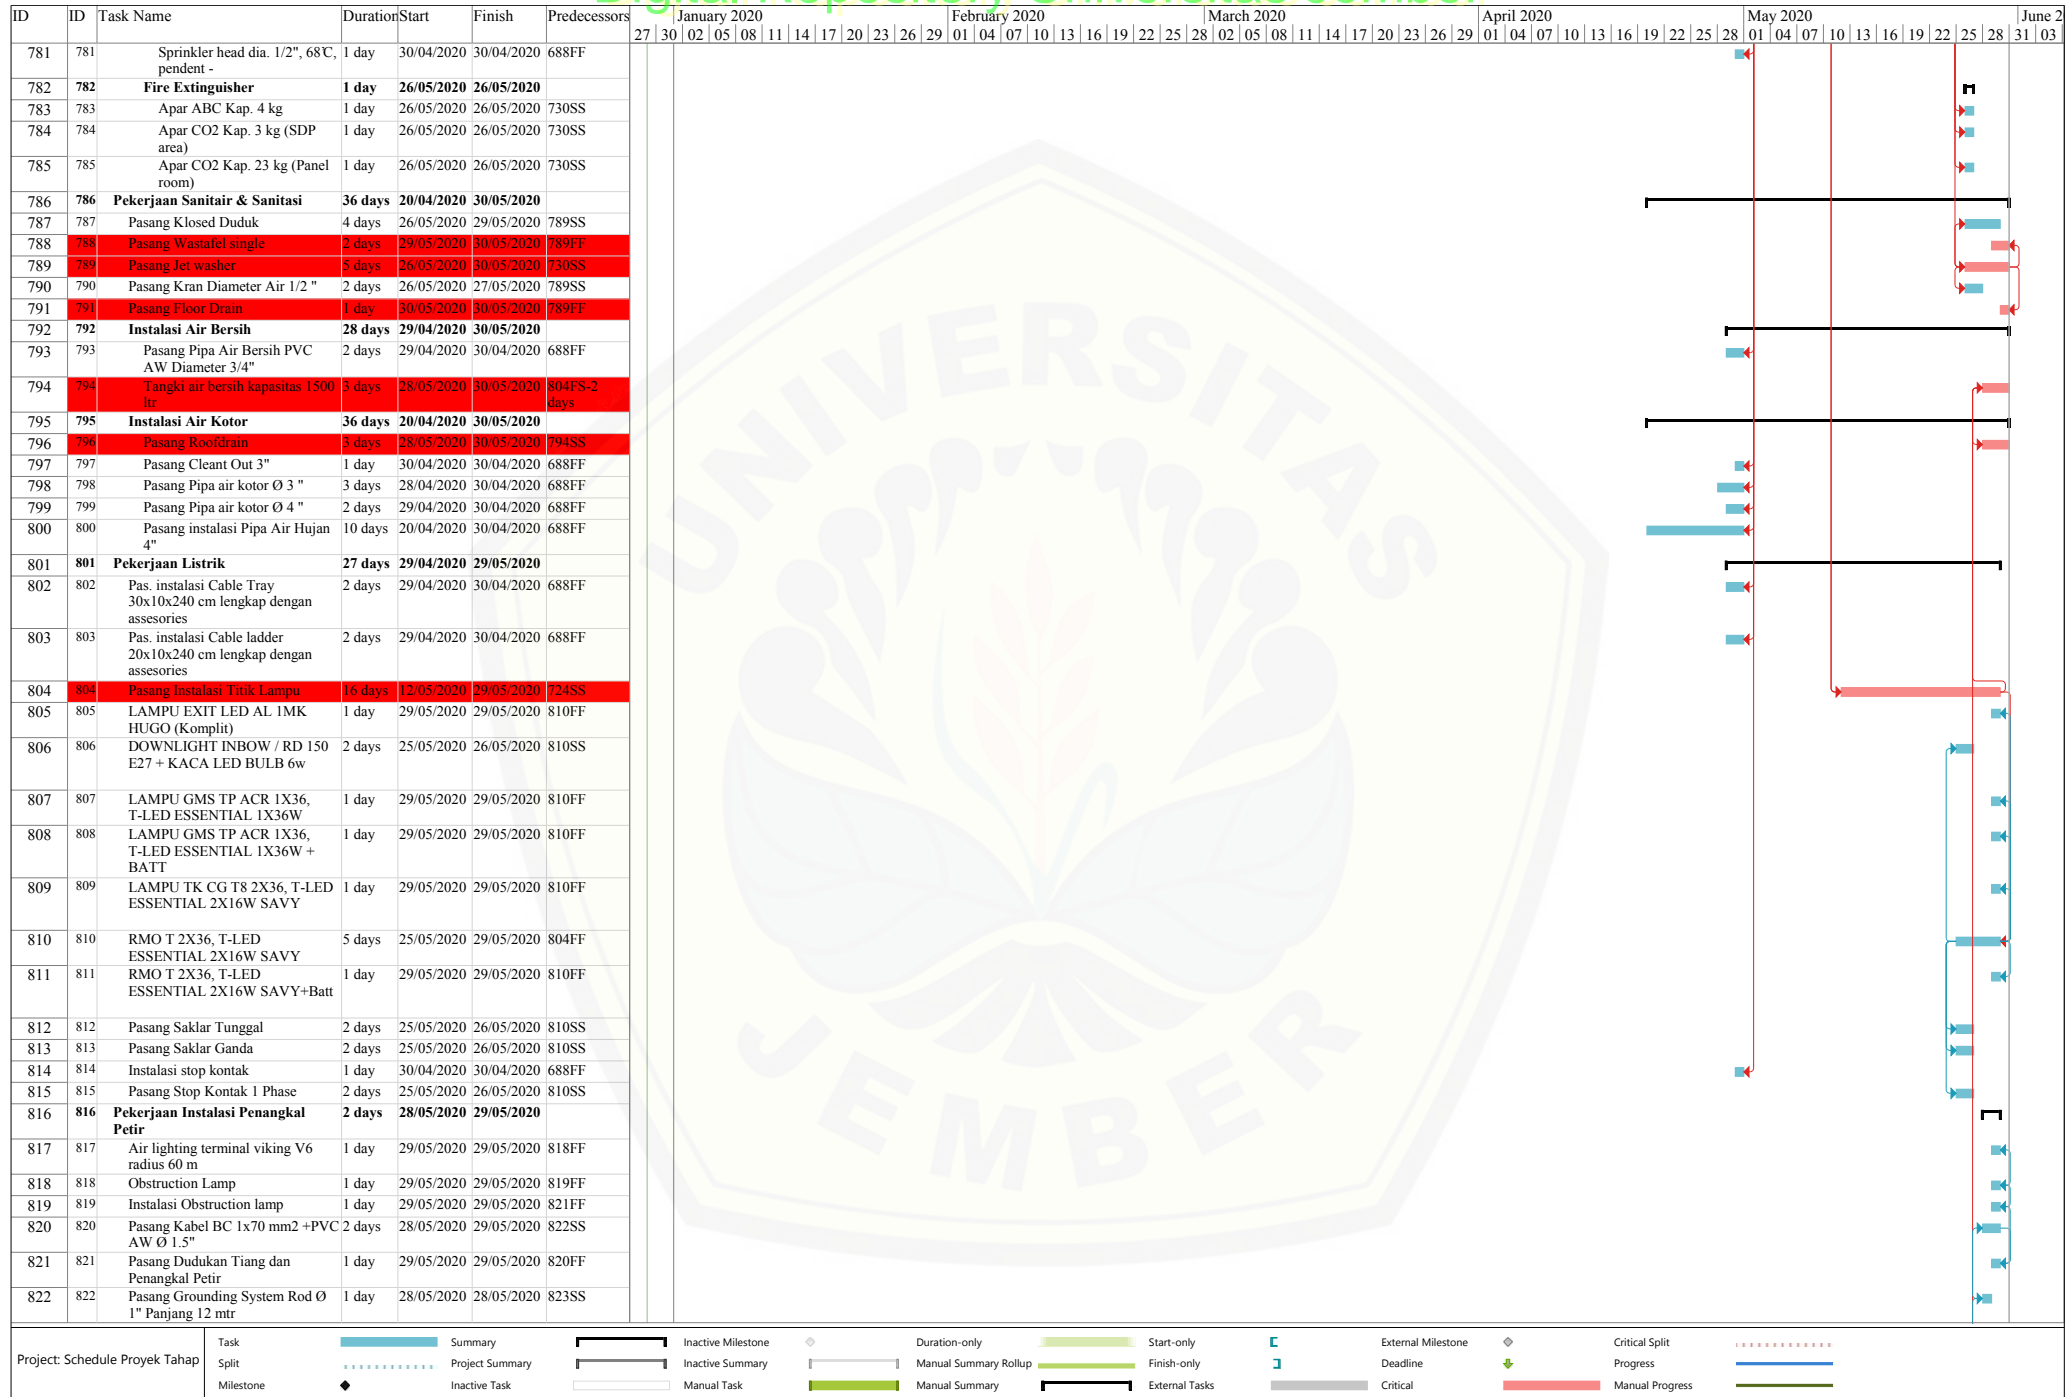 Digital Repository Universitas Jember
ID ID Task Name Duration Start Finish Predecessors January 2020 February 2020 March 2020 April 2020 May 2020 June 2
27 30 02 05 08 11 14 17 20 23 26 29 01 04 07 10 13 16 19 22 25 28 02 05 08 11 14 17 20 23 26 29 01 04 07 10 13 16 19 22 25 28 01 04 07 10 13 16 19 22 25 28 31 03
781 781 Sprinkler head dia. 1/2", 68℃, 1 day 30/04/2020 30/04/2020 688FF
pendent -
782 782 Fire Extinguisher 1 day 26/05/2020 26/05/2020
783 783 Apar ABC Kap. 4 kg 1 day 26/05/2020 26/05/2020 730SS
784 784 Apar CO2 Kap. 3 kg (SDP 1 day 26/05/2020 26/05/2020 730SS
area)
785 785 Apar CO2 Kap. 23 kg (Panel 1 day 26/05/2020 26/05/2020 730SS
room)
786 786 Pekerjaan Sanitair & Sanitasi 36 days 20/04/2020 30/05/2020
787 787 Pasang Klosed Duduk 4 days 26/05/2020 29/05/2020 789SS
788 788 Pasang Wastafel single 2 days 29/05/2020 30/05/2020 789FF
789 789 Pasang Jet washer 5 days 26/05/2020 30/05/2020 730SS
790 790 Pasang Kran Diameter Air 1/2 " 2 days 26/05/2020 27/05/2020 789SS
791 791 Pasang Floor Drain 1 day 30/05/2020 30/05/2020 789FF
792 792 Instalasi Air Bersih 28 days 29/04/2020 30/05/2020
793 793 Pasang Pipa Air Bersih PVC 2 days 29/04/2020 30/04/2020 688FF
AW Diameter 3/4"
794 794 Tangki air bersih kapasitas 1500 3 days 28/05/2020 30/05/2020 804FS-2
ltr days
795 795 Instalasi Air Kotor 36 days 20/04/2020 30/05/2020
796 796 Pasang Roofdrain 3 days 28/05/2020 30/05/2020 794SS
797 797 Pasang Cleant Out 3" 1 day 30/04/2020 30/04/2020 688FF
798 798 Pasang Pipa air kotor Ø 3 " 3 days 28/04/2020 30/04/2020 688FF
799 799 Pasang Pipa air kotor Ø 4 " 2 days 29/04/2020 30/04/2020 688FF
800 800 Pasang instalasi Pipa Air Hujan 10 days 20/04/2020 30/04/2020 688FF
4"
801 801 Pekerjaan Listrik 27 days 29/04/2020 29/05/2020
802 802 Pas. instalasi Cable Tray 2 days 29/04/2020 30/04/2020 688FF
30x10x240 cm lengkap dengan
assesories
803 803 Pas. instalasi Cable ladder 2 days 29/04/2020 30/04/2020 688FF
20x10x240 cm lengkap dengan
assesories
804 804 Pasang Instalasi Titik Lampu 16 days 12/05/2020 29/05/2020 724SS
805 805 LAMPU EXIT LED AL 1MK 1 day 29/05/2020 29/05/2020 810FF
HUGO (Komplit)
806 806 DOWNLIGHT INBOW / RD 150 2 days 25/05/2020 26/05/2020 810SS
E27 + KACA LED BULB 6w
807 807 LAMPU GMS TP ACR 1X36, 1 day 29/05/2020 29/05/2020 810FF
T-LED ESSENTIAL 1X36W
808 808 LAMPU GMS TP ACR 1X36, 1 day 29/05/2020 29/05/2020 810FF
T-LED ESSENTIAL 1X36W +
BATT
809 809 LAMPU TK CG T8 2X36, T-LED 1 day 29/05/2020 29/05/2020 810FF
ESSENTIAL 2X16W SAVY
810 810 RMO T 2X36, T-LED 5 days 25/05/2020 29/05/2020 804FF
ESSENTIAL 2X16W SAVY
811 811 RMO T 2X36, T-LED 1 day 29/05/2020 29/05/2020 810FF
ESSENTIAL 2X16W SAVY+Batt
812 812 Pasang Saklar Tunggal 2 days 25/05/2020 26/05/2020 810SS
813 813 Pasang Saklar Ganda 2 days 25/05/2020 26/05/2020 810SS
814 814 Instalasi stop kontak 1 day 30/04/2020 30/04/2020 688FF
815 815 Pasang Stop Kontak 1 Phase 2 days 25/05/2020 26/05/2020 810SS
816 816 Pekerjaan Instalasi Penangkal 2 days 28/05/2020 29/05/2020
Petir
817 817 Air lighting terminal viking V6 1 day 29/05/2020 29/05/2020 818FF
radius 60 m
818 818 Obstruction Lamp 1 day 29/05/2020 29/05/2020 819FF
819 819 Instalasi Obstruction lamp 1 day 29/05/2020 29/05/2020 821FF
820 820 Pasang Kabel BC 1x70 mm2 +PVC 2 days 28/05/2020 29/05/2020 822SS
AW Ø 1.5"
821 821 Pasang Dudukan Tiang dan 1 day 29/05/2020 29/05/2020 820FF
Penangkal Petir
822 822 Pasang Grounding System Rod Ø 1 day 28/05/2020 28/05/2020 823SS
1" Panjang 12 mtr
UNIVERSITAS
JEMBER
Project: Schedule Proyek Tahap
Task Summary Inactive Milestone Duration-only Start-only External Milestone Critical Split
Split Project Summary Inactive Summary Manual Summary Rollup Finish-only Deadline Progress
Milestone Inactive Task Manual Task Manual Summary External Tasks Critical Manual Progress